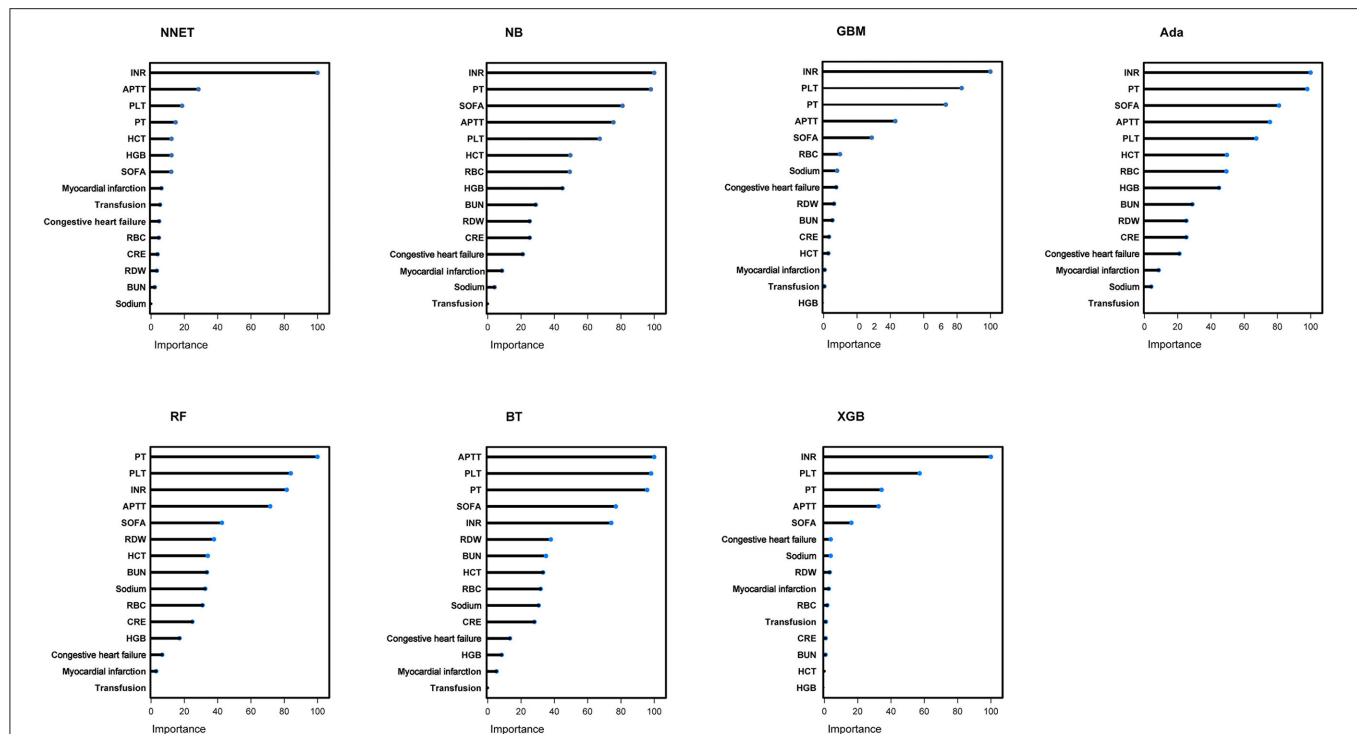 NNET
INR
APTT
PLT
PT
HCT
HGB
SOFA
Myocardial infarction
Transfusion
Congestive heart failure
RBC
CRE
RDW
BUN
Sodium
0 20 40 60 80 100
Importance
NB
INR
PT
SOFA
APTT
PLT
HCT
RBC
HGB
BUN
RDW
CRE
Congestive heart failure
Myocardial infarction
Sodium
Transfusion
0 20 40 60 80 100
Importance
GBM
INR
PLT
PT
APTT
SOFA
RBC
Sodium
Congestive heart failure
RDW
BUN
CRE
HCT
Myocardial infarction
Transfusion
HGB
0 0 2 40 0 6 80 100
Importance
Ada
INR
PT
SOFA
APTT
PLT
HCT
RBC
HGB
BUN
RDW
CRE
Congestive heart failure
Myocardial infarction
Sodium
Transfusion
0 20 40 60 80 100
Importance
RF
PT
PLT
INR
APTT
SOFA
RDW
HCT
BUN
Sodium
RBC
CRE
HGB
Congestive heart failure
Myocardial infarction
Transfusion
0 20 40 60 80 100
Importance
BT
APTT
PLT
PT
SOFA
INR
RDW
BUN
HCT
RBC
Sodium
CRE
Congestive heart failure
HGB
Myocardial infarction
Transfusion
0 20 40 60 80 100
Importance
XGB
INR
PLT
PT
APTT
SOFA
Congestive heart failure
Sodium
RDW
Myocardial infarction
RBC
Transfusion
CRE
BUN
HCT
HGB
0 20 40 60 80 100
Importance